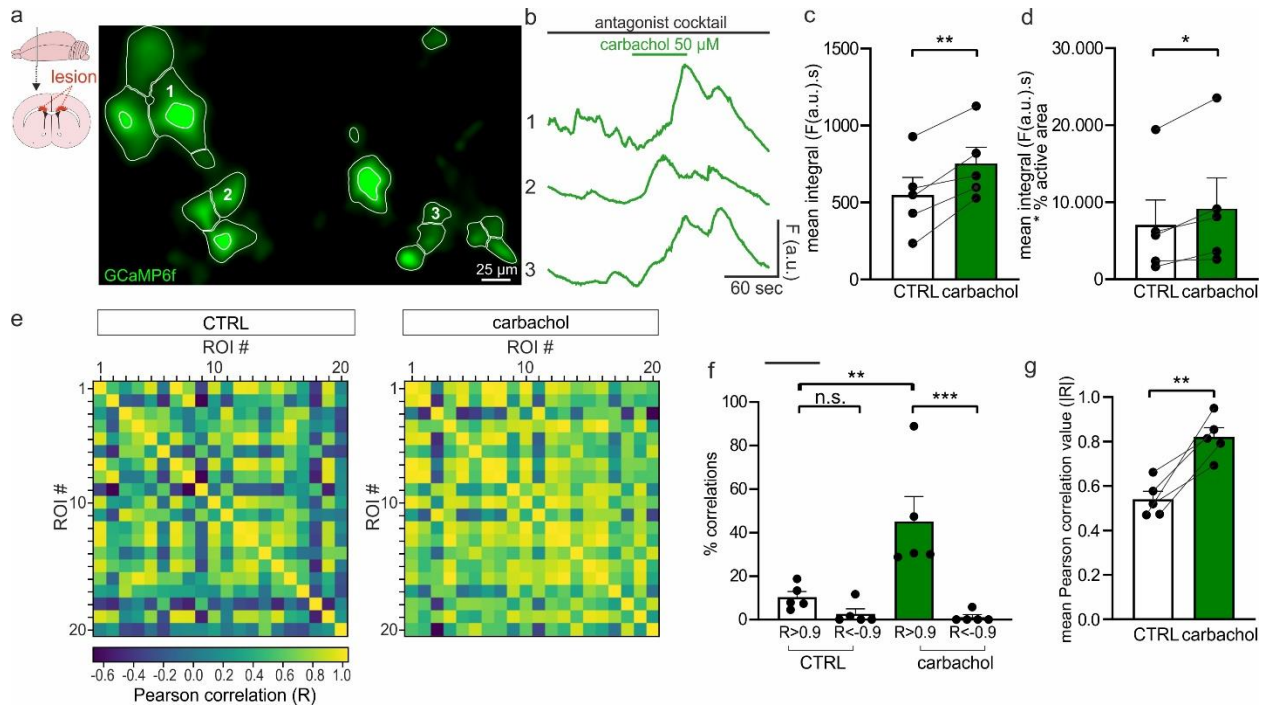 a
lesion
1
2
3
GCaMP6f
25 µm
b
antagonist cocktail
carbachol 50 µM
1
2
3
F (a.u.)
60 sec
c
mean integral (F(a.u.).s)
1500
1000
500
0
**
CTRL carbachol
d
mean integral (F(a.u.).s)
* % active area
30.000
20.000
10.000
0
*
CTRL carbachol
e
CTRL
ROI #
1 10 20
ROI #
1
10
20
carbachol
ROI #
1 10 20
-0.6 -0.4 -0.2 0.0 0.2 0.4 0.6 0.8 1.0
Pearson correlation (R)
f
% correlations
100
80
60
40
20
0
**
n.s.
***
R>0.9 R<-0.9 R>0.9 R<-0.9
CTRL carbachol
g
mean Pearson correlation value (|R|)
1.0
0.8
0.6
0.4
0.2
0.0
**
CTRL carbachol